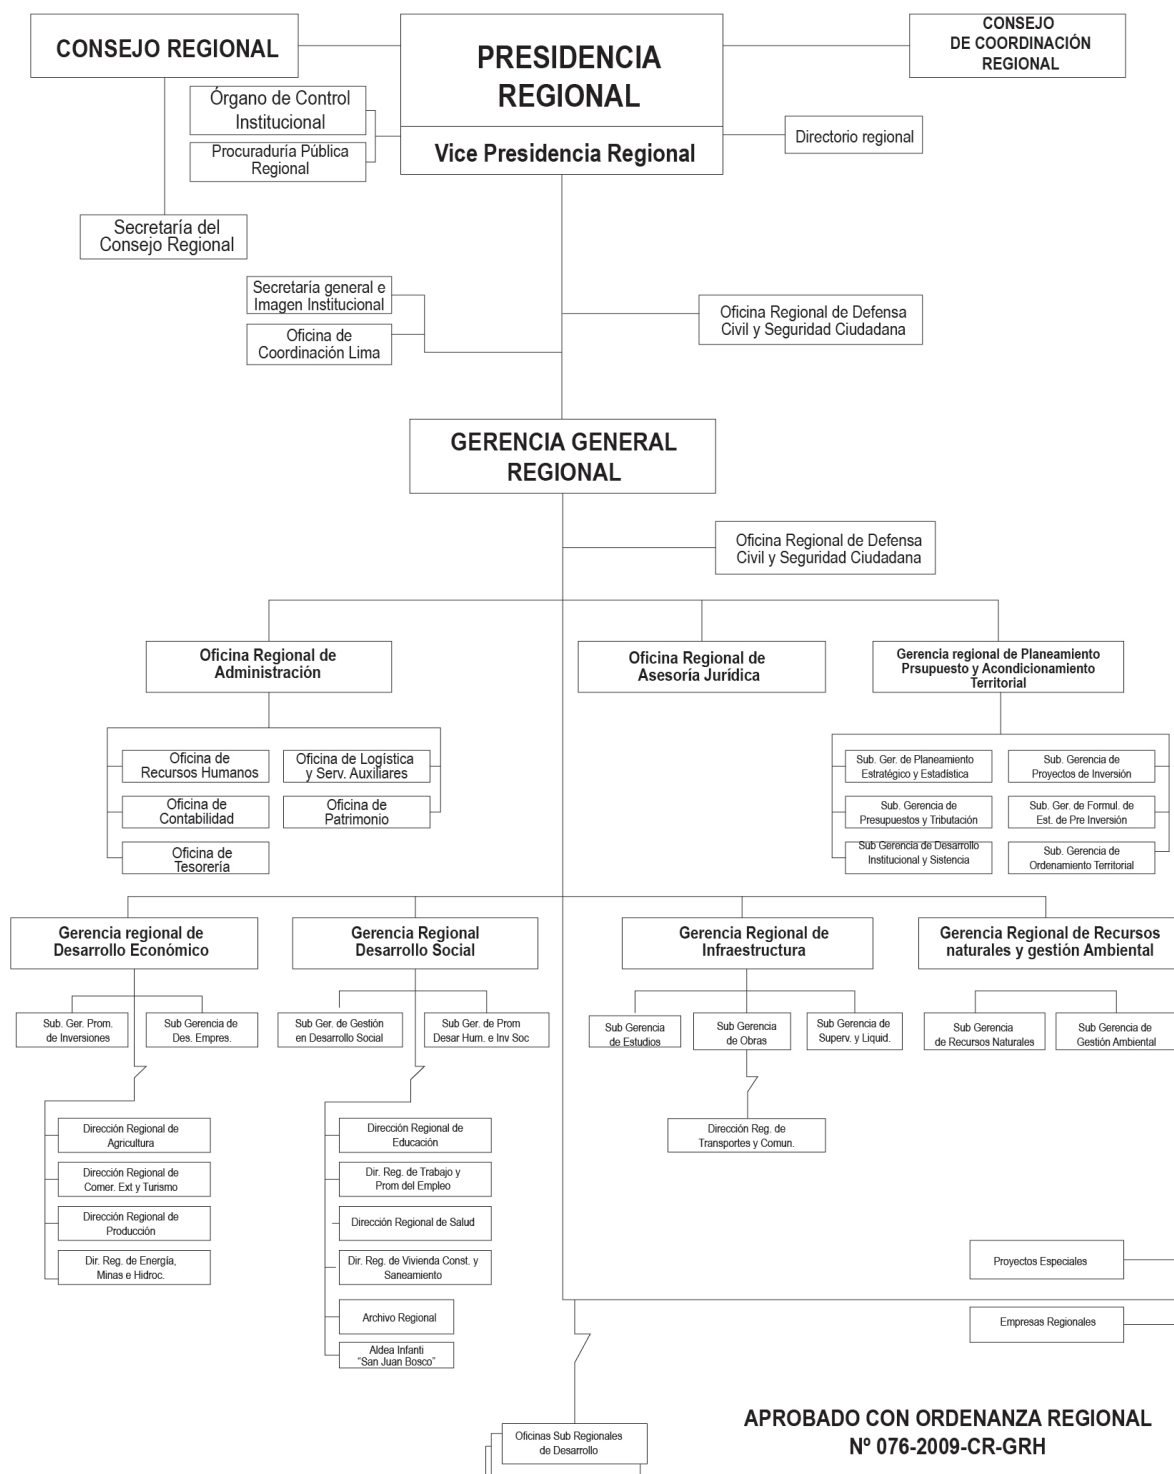 CONSEJO REGIONAL
PRESIDENCIA
REGIONAL
CONSEJO
DE COORDINACIÓN
REGIONAL
Órgano de Control
Institucional
Procuraduría Pública
Regional
Vice Presidencia Regional
Directorio regional
Secretaría del
Consejo Regional
Secretaría general e
Imagen Institucional
Oficina de
Coordinación Lima
Oficina Regional de Defensa
Civil y Seguridad Ciudadana
GERENCIA GENERAL
REGIONAL
Oficina Regional de Defensa
Civil y Seguridad Ciudadana
Oficina Regional de
Administración
Oficina Regional de
Asesoría Jurídica
Gerencia regional de Planeamiento
Prsupuesto y Acondicionamiento
Territorial
Oficina de
Recursos Humanos
Oficina de Logística
y Serv. Auxiliares
Oficina de
Contabilidad
Oficina de
Patrimonio
Oficina de
Tesorería
Sub. Ger. de Planeamiento
Estratégico y Estadística
Sub. Gerencia de
Proyectos de Inversión
Sub. Gerencia de
Presupuestos y Tributación
Sub. Ger. de Formul. de
Est. de Pre Inversión
Sub Gerencia de Desarrollo
Institucional y Sistencia
Sub. Gerencia de
Ordenamiento Territorial
Gerencia regional de
Desarrollo Económico
Gerencia Regional
Desarrollo Social
Gerencia Regional de
Infraestructura
Gerencia Regional de Recursos
naturales y gestión Ambiental
Sub. Ger. Prom.
de Inversiones
Sub Gerencia de
Des. Empres.
Sub Ger. de Gestión
en Desarrollo Social
Sub Ger. de Prom
Desar Hum. e Inv Soc
Sub Gerencia
de Estudios
Sub Gerencia
de Obras
Sub Gerencia de
Superv. y Liquid.
Sub Gerencia
de Recursos Naturales
Sub Gerencia de
Gestión Ambiental
Dirección Regional de
Agricultura
Dirección Regional de
Comer. Ext y Turismo
Dirección Regional de
Producción
Dir. Reg. de Energía,
Minas e Hidroc.
Dirección Regional de
Educación
Dir. Reg. de Trabajo y
Prom del Empleo
Dirección Regional de Salud
Dir. Reg. de Vivienda Const. y
Saneamiento
Archivo Regional
Aldea Infanti
“San Juan Bosco”
Dirección Reg. de
Transportes y Comun.
Proyectos Especiales
Empresas Regionales
Oficinas Sub Regionales
de Desarrollo
APROBADO CON ORDENANZA REGIONAL
Nº 076-2009-CR-GRH